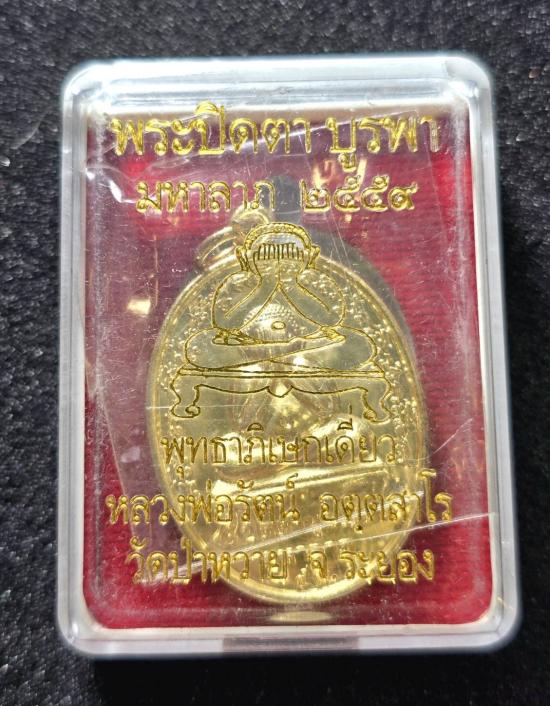 พระปิดตา บูรพา
มหาลาภ ๒๕๕๙
พุทธาภิเษกเดี่ยว
หลวงพ่อรัตน์ อตฺตสาโร
วัดป่าหวาย จ.ระยอง